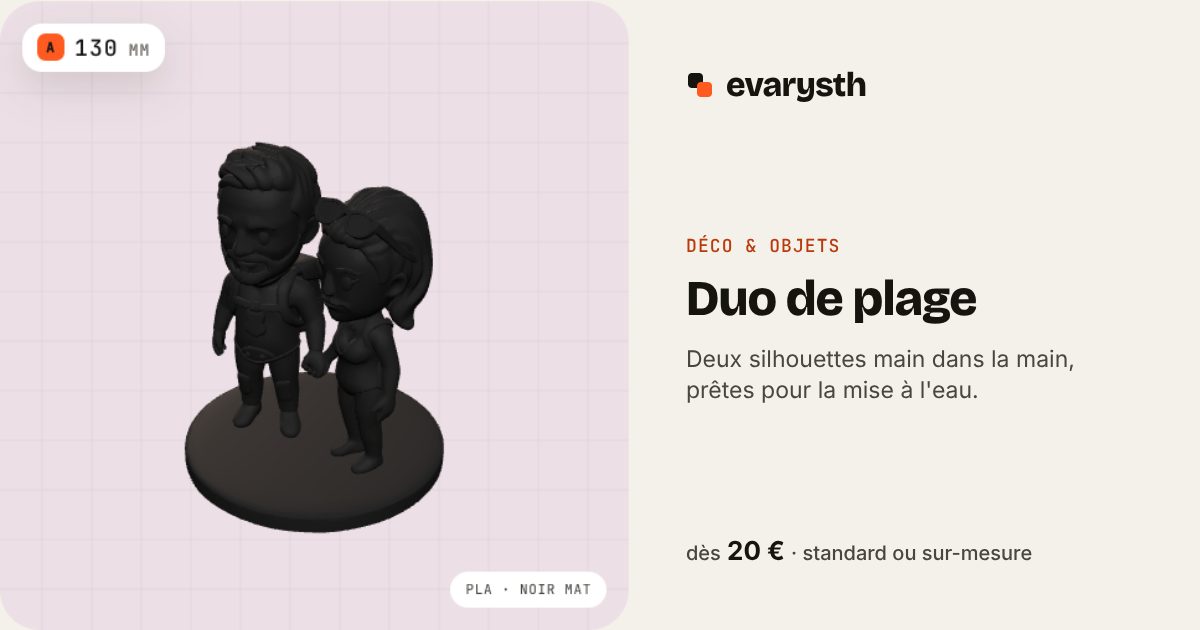 A 130 MM
evarysth
DÉCO & OBJETS
Duo de plage
Deux silhouettes main dans la main,
prêtes pour la mise à l'eau.
dès 20 € · standard ou sur-mesure
PLA · NOIR MAT